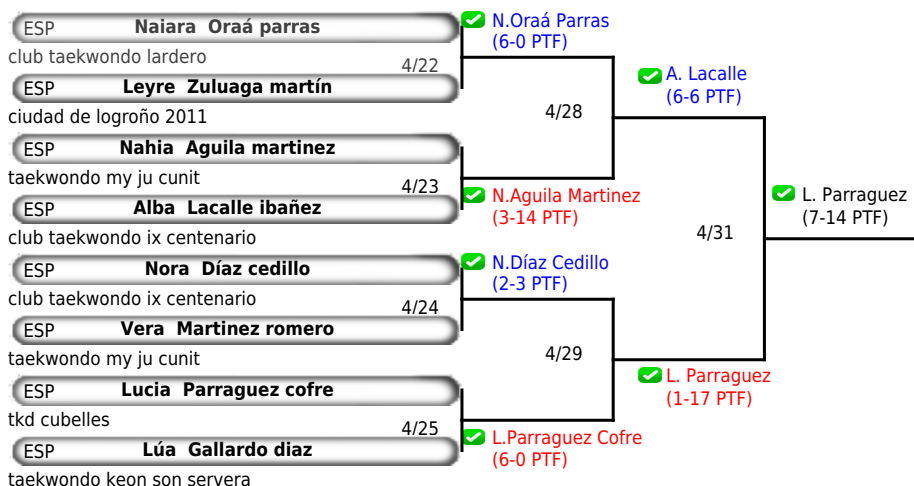 ESP Naiara Oraá parras
club taekwondo lardero
4/22
ESP Leyre Zuluaga martín
ciudad de logroño 2011
ESP Nahia Aguila martinez
taekwondo my ju cunit
4/23
ESP Alba Lacalle ibañez
club taekwondo ix centenario
ESP Nora Díaz cedillo
club taekwondo ix centenario
4/24
ESP Vera Martinez romero
taekwondo my ju cunit
ESP Lucia Parraguez cofre
tkd cubelles
4/25
ESP Lúa Gallardo diaz
taekwondo keon son servera
N.Oraá Parras
(6-0 PTF)
4/28
N.Aguila Martinez
(3-14 PTF)
N.Díaz Cedillo
(2-3 PTF)
4/29
L.Parraguez Cofre
(6-0 PTF)
A. Lacalle
(6-6 PTF)
4/31
L. Parraguez
(1-17 PTF)
L. Parraguez
(7-14 PTF)